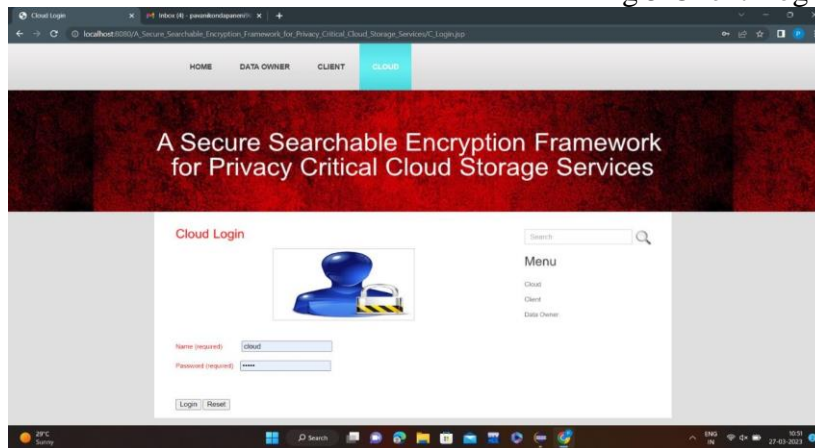 Cloud Login
Inbox (4) - pavanikondapaneni
localhost:8080/A_Secure_Searchable_Encryption_Framework_for_Privacy_Critical_Cloud_Storage_Services/C_Login.jsp
HOME DATA OWNER CLIENT CLOUD
A Secure Searchable Encryption Framework
for Privacy Critical Cloud Storage Services
Cloud Login
Search
Menu
Cloud
Client
Data Owner
Name (required) cloud
Password (required) •••••
Login Reset
29°C
Sunny
Search
ENG
IN
10:51
27-03-2023